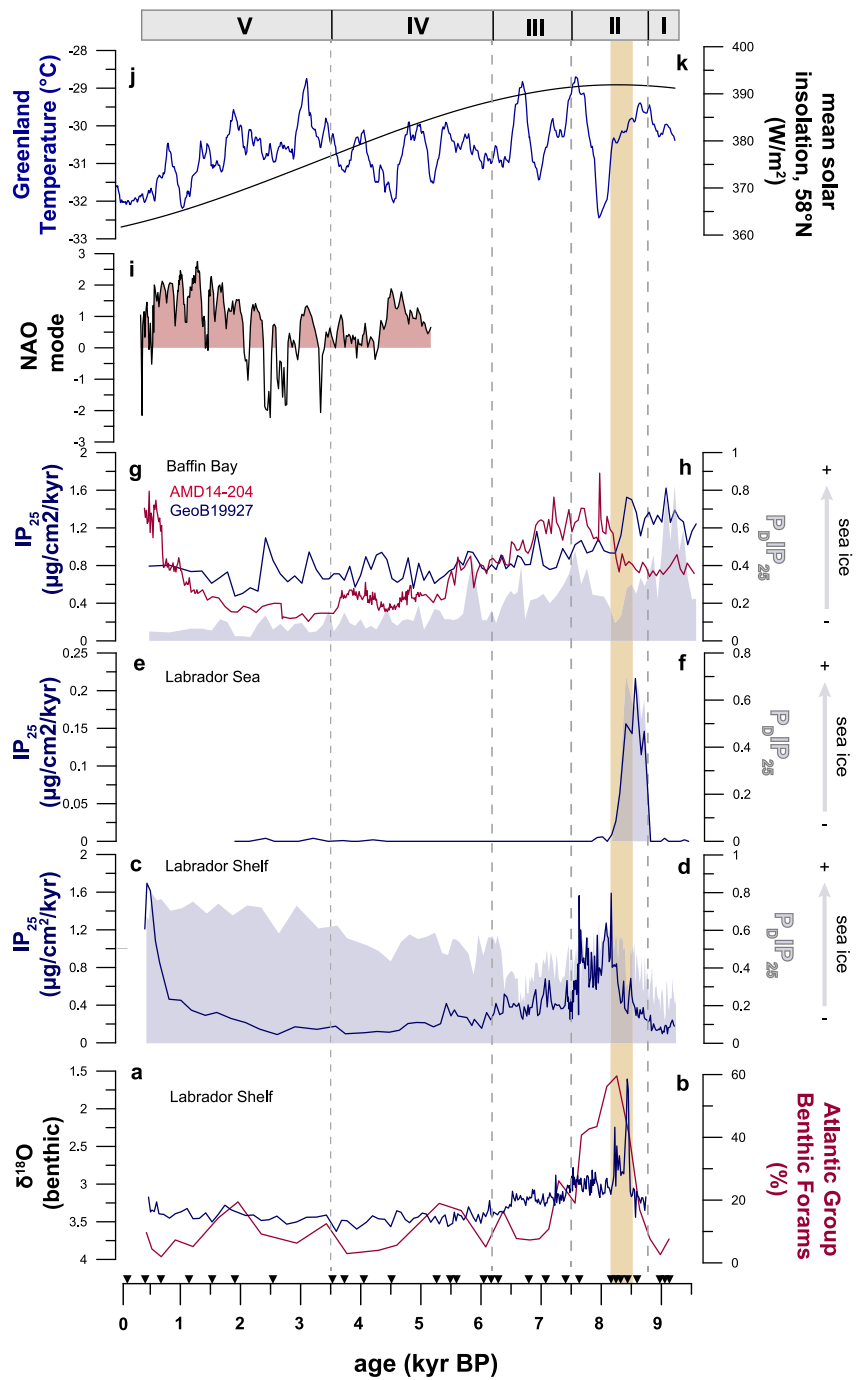 V IV III II I
j k
-28
-29
-30
-31
-32
-33
Greenland
Temperature (°C)
400
390
380
370
360
mean solar
insolation, 58°N
(W/m²)
i
3
2
1
0
-1
-2
-3
NAO
mode
g h
Baffin Bay
AMD14-204
GeoB19927
2
1.6
1.2
0.8
0.4
0
IP25
(µg/cm2/kyr)
1
0.8
0.6
0.4
0.2
0
PDIP25
+
sea ice
-
e f
Labrador Sea
0.25
0.2
0.15
0.1
0.05
0
IP25
(µg/cm2/kyr)
0.8
0.6
0.4
0.2
0
PDIP25
+
sea ice
-
c d
Labrador Shelf
2
1.6
1.2
0.8
0.4
0
IP25
(µg/cm²/kyr)
1
0.8
0.6
0.4
0.2
0
PDIP25
+
sea ice
-
a b
Labrador Shelf
1.5
2
2.5
3
3.5
4
δ¹⁸O
(benthic)
60
40
20
0
Atlantic Group
Benthic Forams
(%)
0 1 2 3 4 5 6 7 8 9
age (kyr BP)